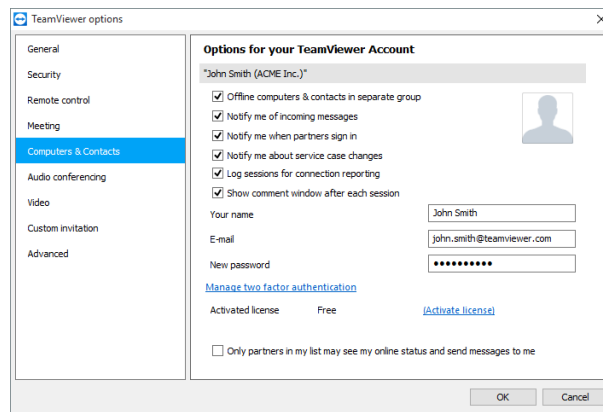 TeamViewer options
General
Security
Remote control
Meeting
Computers & Contacts
Audio conferencing
Video
Custom invitation
Advanced
Options for your TeamViewer Account
"John Smith (ACME Inc.)"
Offline computers & contacts in separate group
Notify me of incoming messages
Notify me when partners sign in
Notify me about service case changes
Log sessions for connection reporting
Show comment window after each session
Your name John Smith
E-mail john.smith@teamviewer.com
New password ••••••••••
Manage two factor authentication
Activated license Free (Activate license)
Only partners in my list may see my online status and send messages to me
OK Cancel